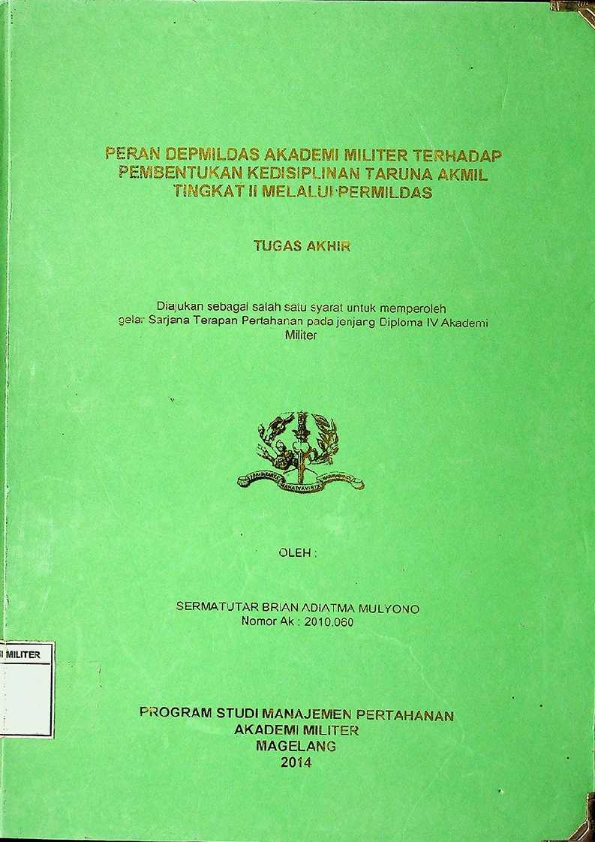 PERAN DEPMILDAS AKADEMI MILITER TERHADAP
PEMBENTUKAN KEDISIPLINAN TARUNA AKMIL
TINGKAT II MELALUI PERMILDAS
TUGAS AKHIR
Diajukan sebagai salah satu syarat untuk memperoleh
gelar Sarjana Terapan Pertahanan pada jenjang Diploma IV Akademi
Militer
OLEH :
SERMATUTAR BRIAN ADIATMA MULYONO
Nomor Ak : 2010.060
I MILITER
PROGRAM STUDI MANAJEMEN PERTAHANAN
AKADEMI MILITER
MAGELANG
2014